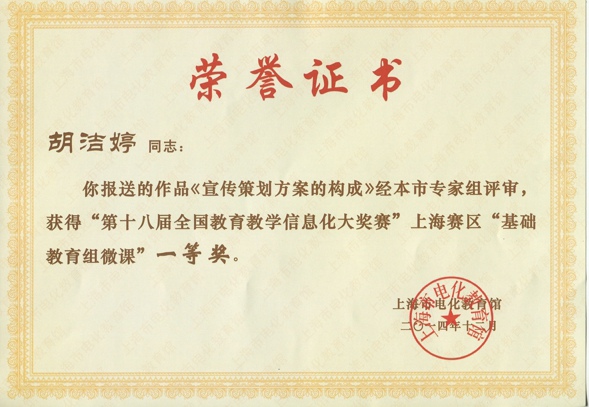 荣誉证书
胡洁婷 同志：
你报送的作品《宣传策划方案的构成》经本市专家组评审，
获得“第十八届全国教育教学信息化大奖赛”上海赛区“基础
教育组微课”一等奖。
上海市电化教育馆
二〇一四年十一月
上海市电化教育馆